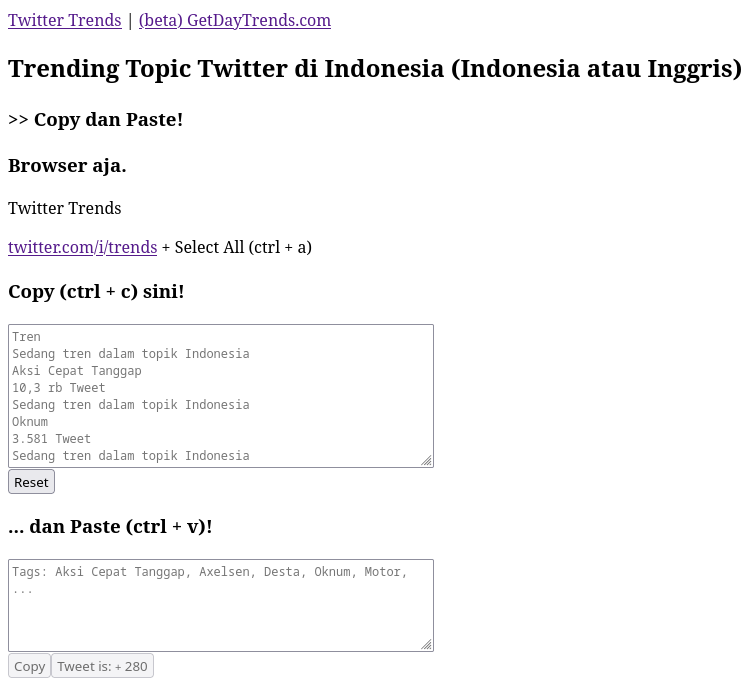 Twitter Trends | (beta) GetDayTrends.com
Trending Topic Twitter di Indonesia (Indonesia atau Inggris)
>> Copy dan Paste!
Browser aja.
Twitter Trends
twitter.com/i/trends + Select All (ctrl + a)
Copy (ctrl + c) sini!
Tren
Sedang tren dalam topik Indonesia
Aksi Cepat Tanggap
10,3 rb Tweet
Sedang tren dalam topik Indonesia
Oknum
3.581 Tweet
Sedang tren dalam topik Indonesia
Reset
... dan Paste (ctrl + v)!
Tags: Aksi Cepat Tanggap, Axelsen, Desta, Oknum, Motor,
...
Copy Tweet is: + 280